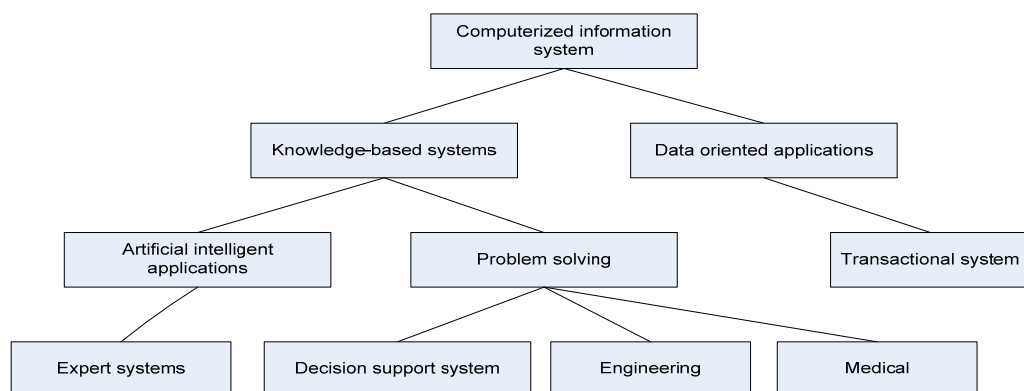 Computerized information
system
Knowledge-based systems
Data oriented applications
Artificial intelligent
applications
Problem solving
Transactional system
Expert systems
Decision support system
Engineering
Medical